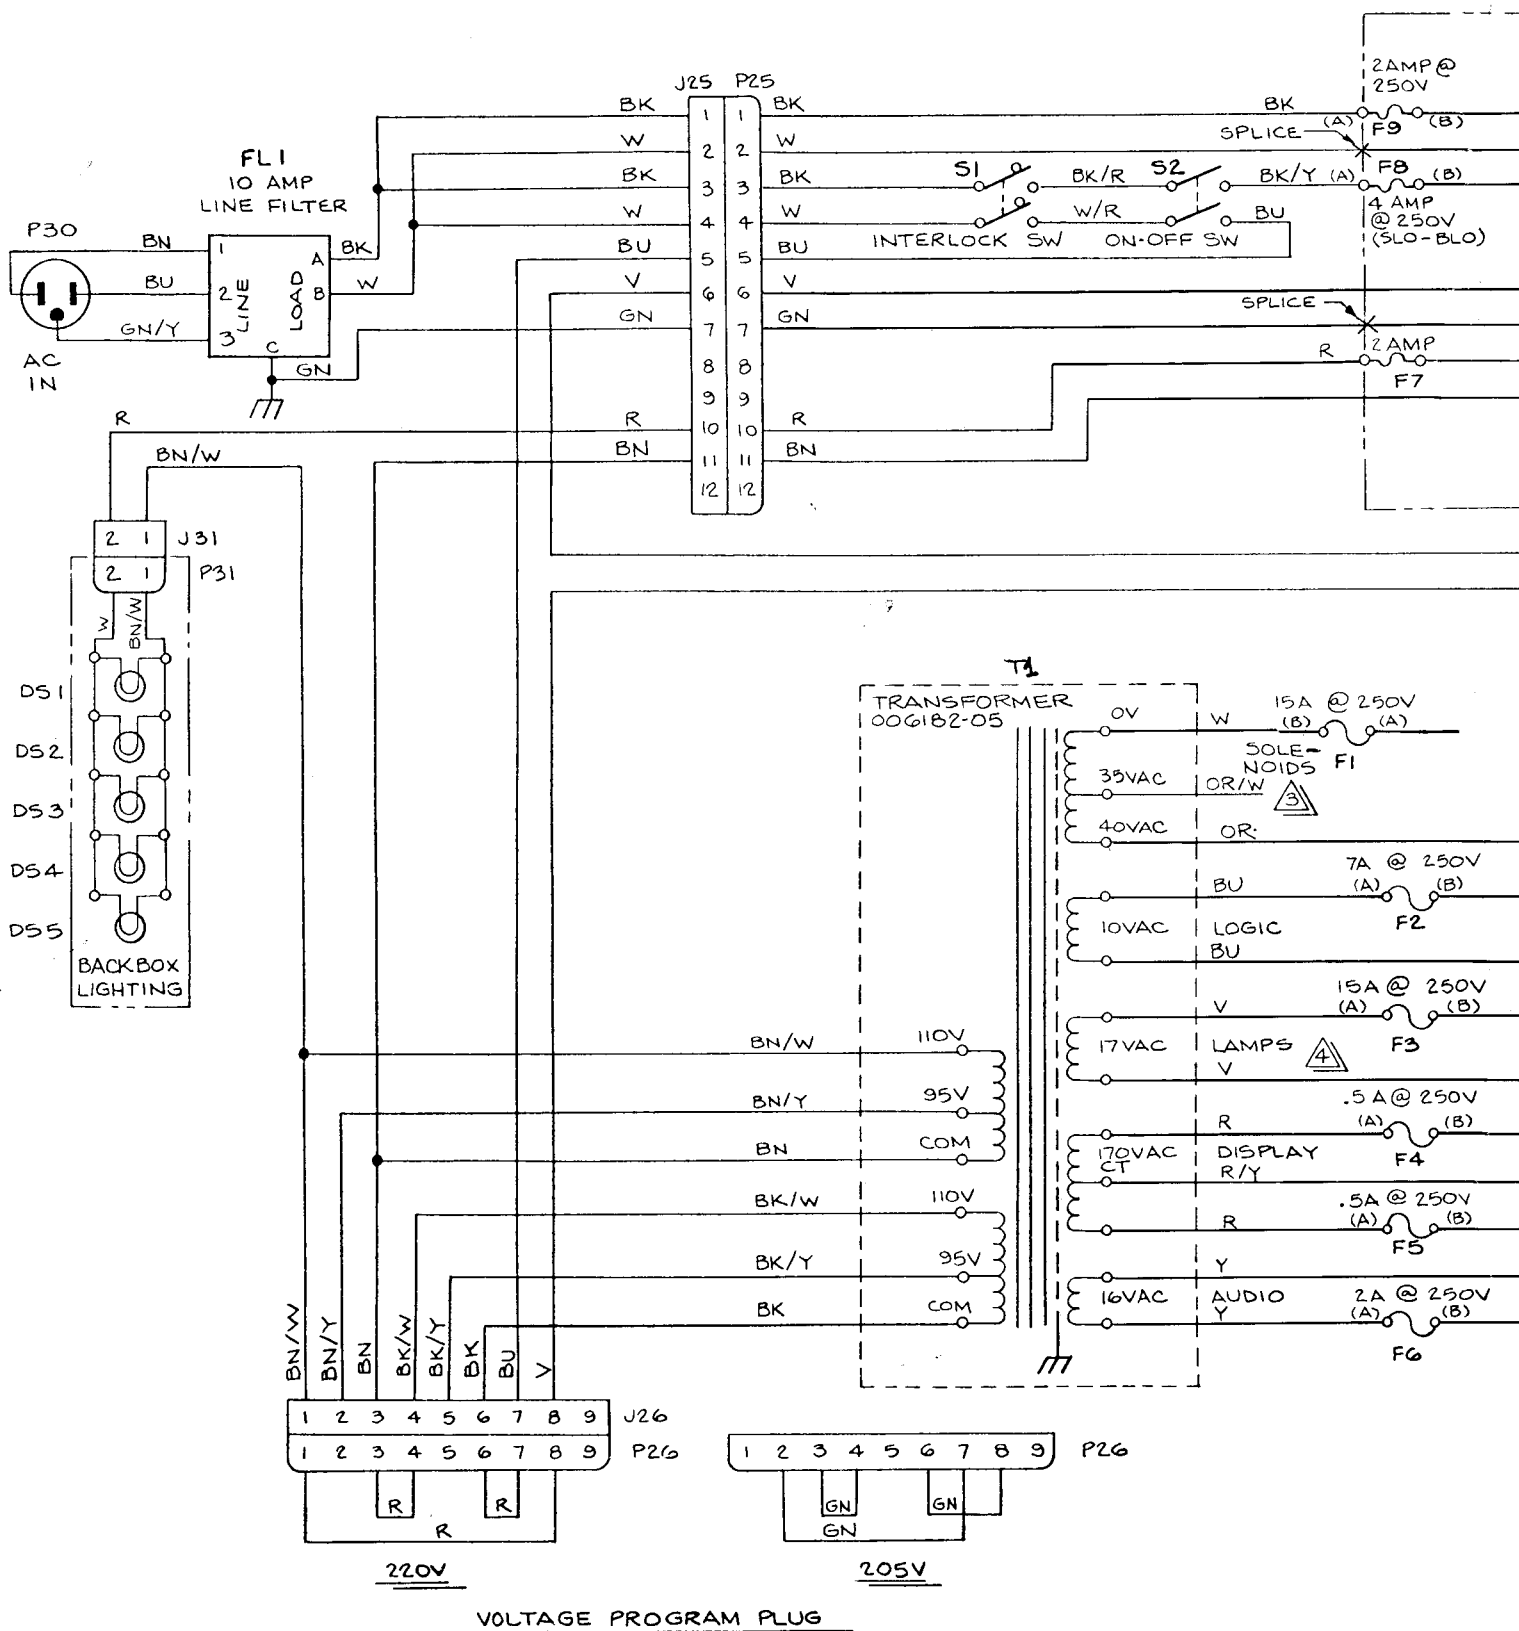 2AMP @
250V
J25 P25
BK 1 1 BK BK (A) F9 (B)
SPLICE
W 2 2 W
FL1
10 AMP
LINE FILTER
BK 3 3 BK S1 BK/R S2 BK/Y (A) F8 (B)
4 AMP
@ 250V
(SLO-BLO)
W 4 4 W W/R BU
INTERLOCK SW ON-OFF SW
P30
BN 1 A BK
BU 5 5 BU
BU 2 LINE LOAD B W
V 6 6 V
SPLICE
GN/Y 3 C
GN 7 7 GN
AC
IN
GN
8 8 R 2 AMP
F7
9 9
R R 10 10 R
BN/W BN 11 11 BN
12 12
2 1 J31
2 1 P31
W BN/W
DS1
DS2
DS3
DS4
DS5
BACKBOX
LIGHTING
T1
TRANSFORMER
006182-05
0V W 15A @ 250V
(B) (A)
SOLE-
NOIDS F1
35VAC OR/W 3
40VAC OR
7A @ 250V
BU (A) (B)
F2
10VAC LOGIC
BU
15A @ 250V
V (A) (B)
F3
17VAC LAMPS 4
V
BN/W 110V
BN/Y 95V
BN COM
.5A @ 250V
R (A) (B)
F4
170VAC DISPLAY
CT R/Y
.5A @ 250V
R (A) (B)
F5
BK/W 110V
BK/Y 95V
BK COM
Y
16VAC AUDIO 2A @ 250V
Y (A) (B)
F6
BN/W BN/Y BN BK/W BK/Y BK BU V
1 2 3 4 5 6 7 8 9 J26
1 2 3 4 5 6 7 8 9 P26
R R
R
220V
1 2 3 4 5 6 7 8 9 P26
GN GN
GN
205V
VOLTAGE PROGRAM PLUG